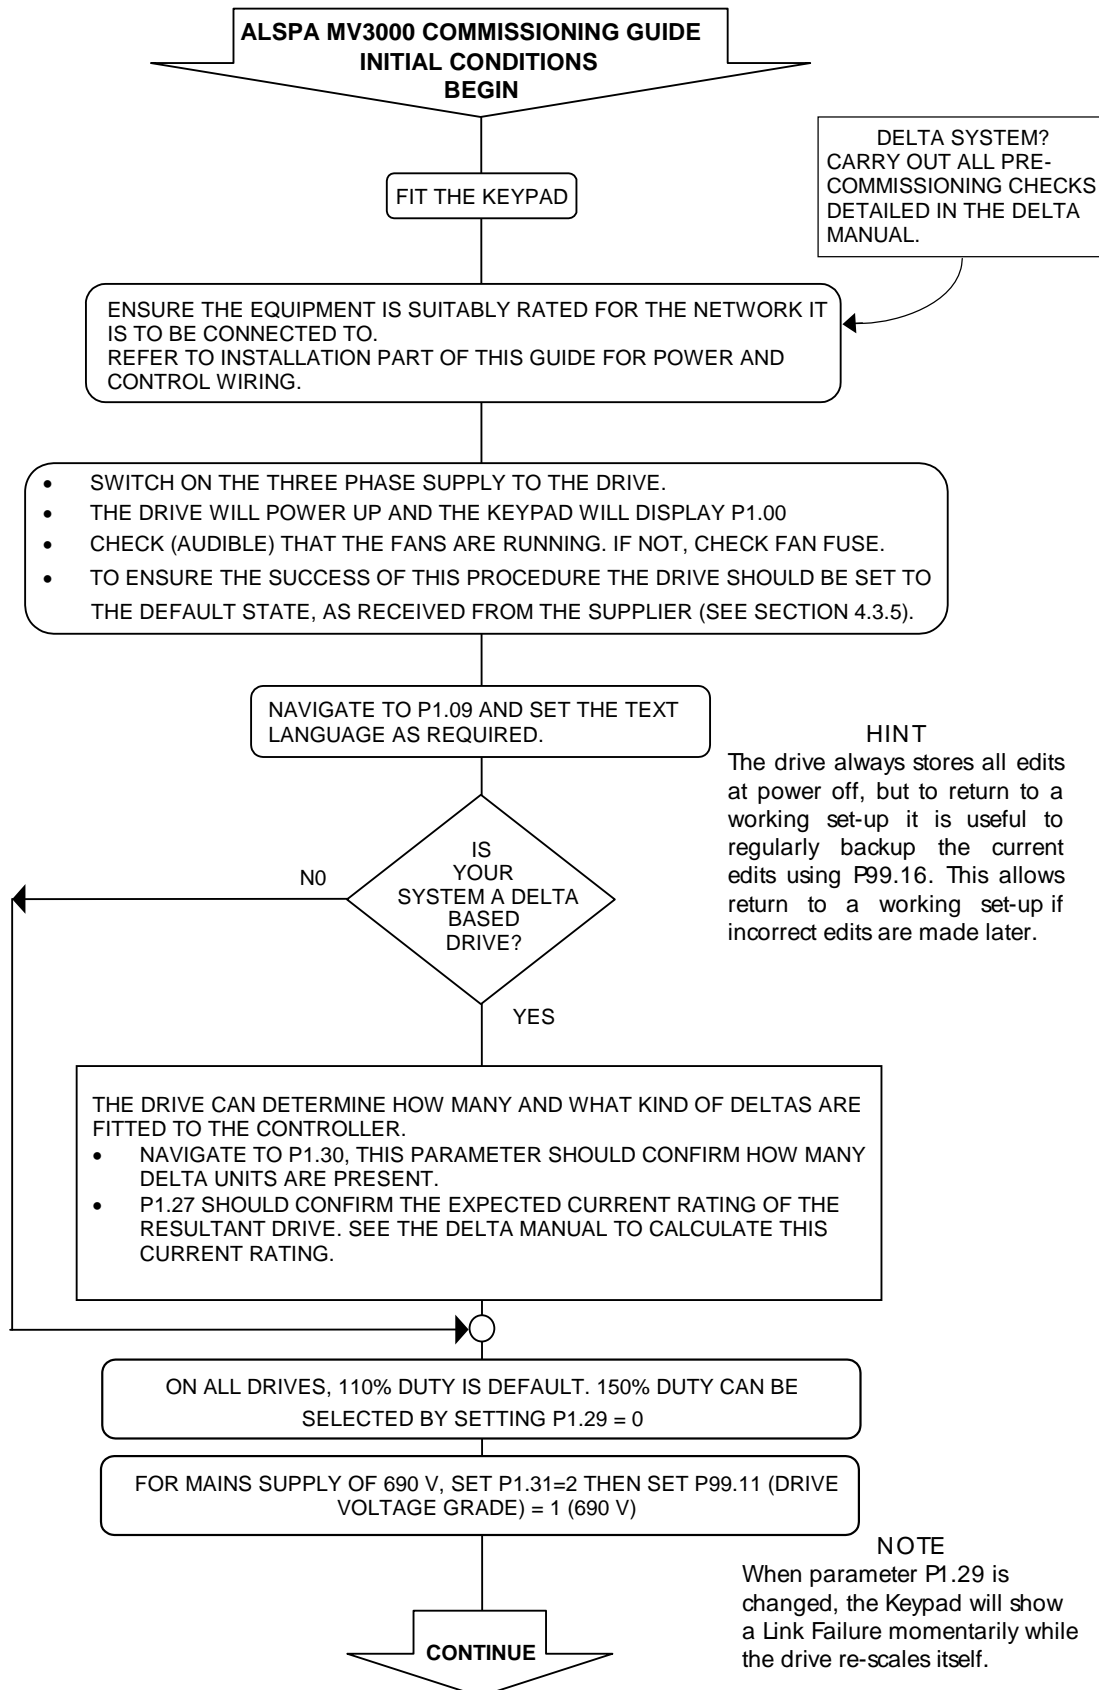 ALSPA MV3000 COMMISSIONING GUIDE
INITIAL CONDITIONS
BEGIN
FIT THE KEYPAD
DELTA SYSTEM?
CARRY OUT ALL PRE-
COMMISSIONING CHECKS
DETAILED IN THE DELTA
MANUAL.
ENSURE THE EQUIPMENT IS SUITABLY RATED FOR THE NETWORK IT
IS TO BE CONNECTED TO.
REFER TO INSTALLATION PART OF THIS GUIDE FOR POWER AND
CONTROL WIRING.
• SWITCH ON THE THREE PHASE SUPPLY TO THE DRIVE.
• THE DRIVE WILL POWER UP AND THE KEYPAD WILL DISPLAY P1.00
• CHECK (AUDIBLE) THAT THE FANS ARE RUNNING. IF NOT, CHECK FAN FUSE.
• TO ENSURE THE SUCCESS OF THIS PROCEDURE THE DRIVE SHOULD BE SET TO
THE DEFAULT STATE, AS RECEIVED FROM THE SUPPLIER (SEE SECTION 4.3.5).
NAVIGATE TO P1.09 AND SET THE TEXT
LANGUAGE AS REQUIRED.
HINT
The drive always stores all edits
at power off, but to return to a
working set-up it is useful to
regularly backup the current
edits using P99.16. This allows
return to a working set-up if
incorrect edits are made later.
IS
YOUR
SYSTEM A DELTA
BASED
DRIVE?
N0
YES
THE DRIVE CAN DETERMINE HOW MANY AND WHAT KIND OF DELTAS ARE
FITTED TO THE CONTROLLER.
• NAVIGATE TO P1.30, THIS PARAMETER SHOULD CONFIRM HOW MANY
DELTA UNITS ARE PRESENT.
• P1.27 SHOULD CONFIRM THE EXPECTED CURRENT RATING OF THE
RESULTANT DRIVE. SEE THE DELTA MANUAL TO CALCULATE THIS
CURRENT RATING.
ON ALL DRIVES, 110% DUTY IS DEFAULT. 150% DUTY CAN BE
SELECTED BY SETTING P1.29 = 0
FOR MAINS SUPPLY OF 690 V, SET P1.31=2 THEN SET P99.11 (DRIVE
VOLTAGE GRADE) = 1 (690 V)
NOTE
When parameter P1.29 is
changed, the Keypad will show
a Link Failure momentarily while
the drive re-scales itself.
CONTINUE